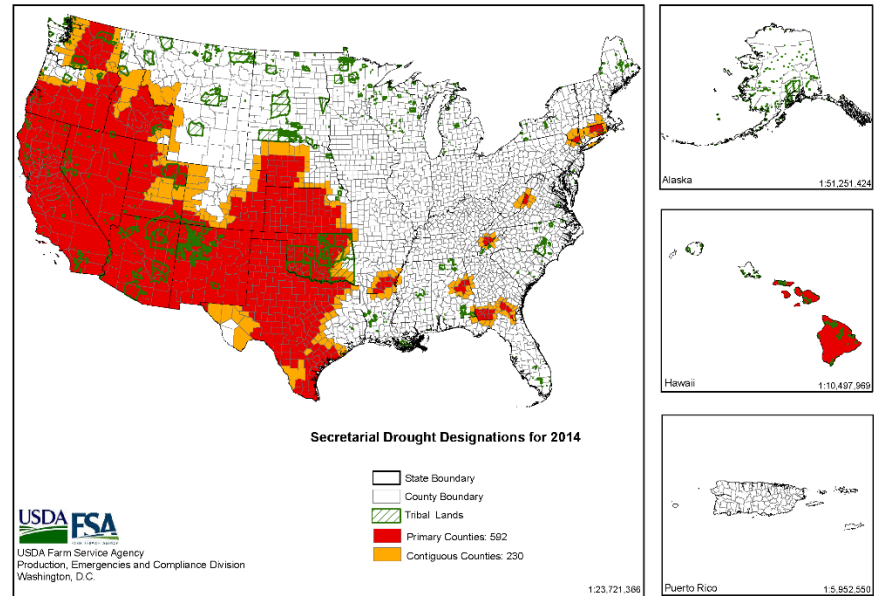 Secretarial Drought Designations for 2014
State Boundary
County Boundary
Tribal Lands
Primary Counties: 592
Contiguous Counties: 230
USDA FSA
USDA Farm Service Agency
Production, Emergencies and Compliance Division
Washington, D.C.
1:23,721,366
Alaska
1:51,251,424
Hawaii
1:10,497,969
Puerto Rico
1:5,952,550